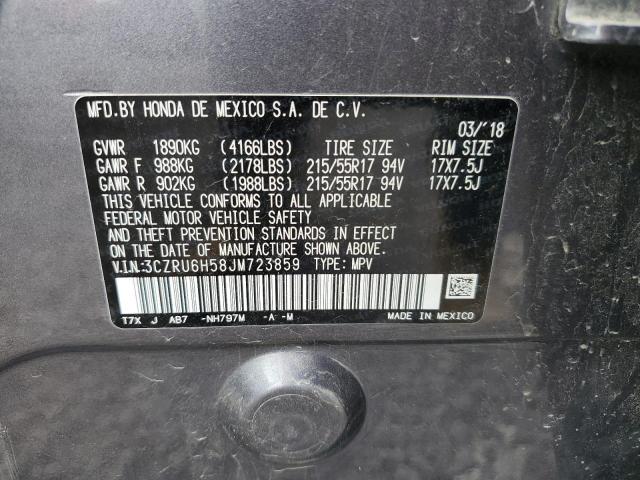 MFD.BY HONDA DE MEXICO S.A. DE C.V.
03/'18
GVWR 1890KG (4166LBS) TIRE SIZE RIM SIZE
GAWR F 988KG (2178LBS) 215/55R17 94V 17X7.5J
GAWR R 902KG (1988LBS) 215/55R17 94V 17X7.5J
THIS VEHICLE CONFORMS TO ALL APPLICABLE
FEDERAL MOTOR VEHICLE SAFETY
AND THEFT PREVENTION STANDARDS IN EFFECT
ON THE DATE OF MANUFACTURE SHOWN ABOVE.
V.I.N:3CZRU6H58JM723859 TYPE: MPV
T7X J AB7 -NH797M -A -M MADE IN MEXICO